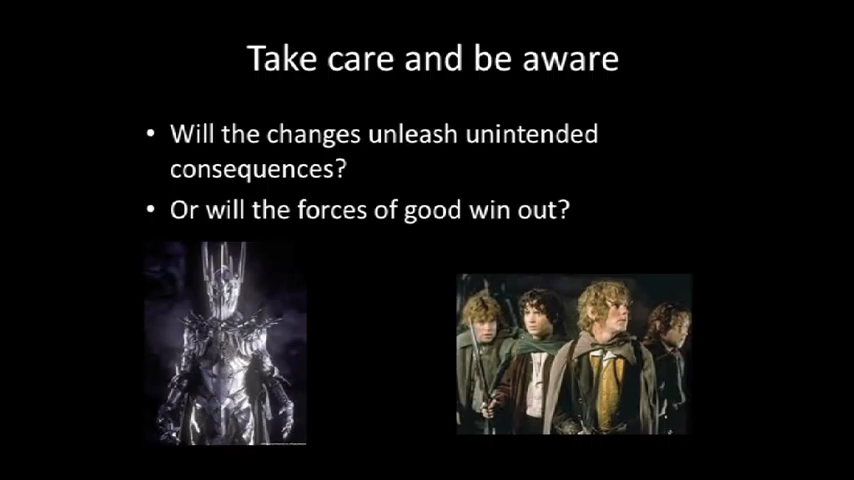 Take care and be aware
• Will the changes unleash unintended
consequences?
• Or will the forces of good win out?